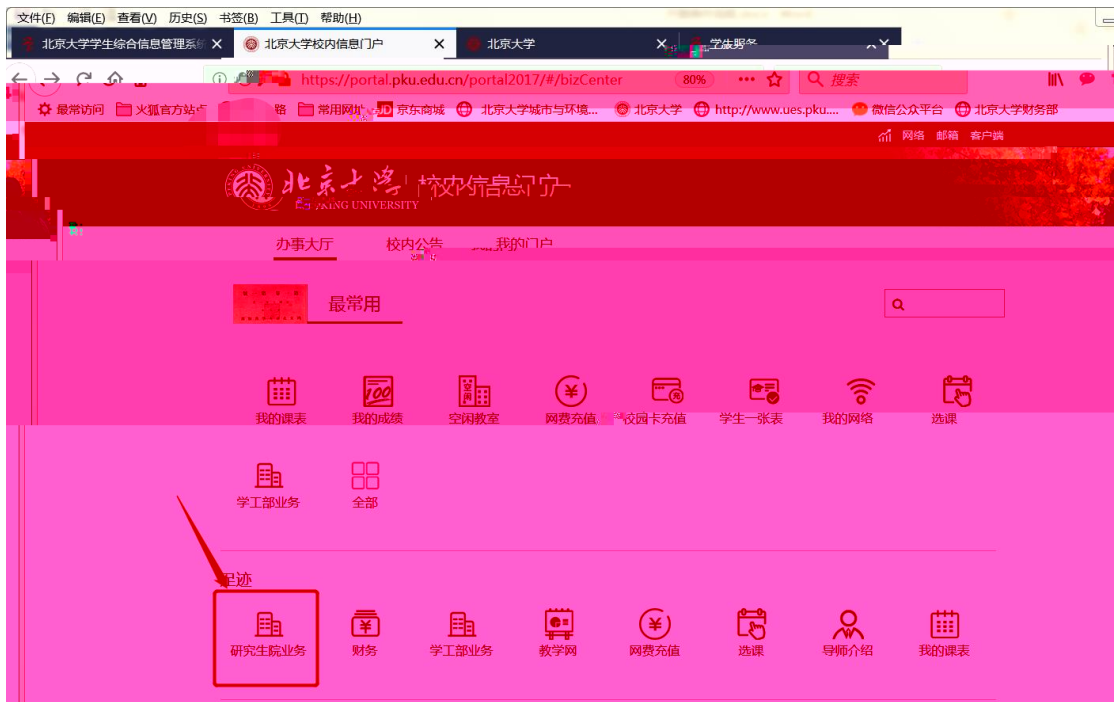 文件(F) 编辑(E) 查看(V) 历史(S) 书签(B) 工具(T) 帮助(H)
北京大学学生综合信息管理系统 北京大学校内信息门户 北京大学
https://portal.pku.edu.cn/portal2017/#/bizCenter 80% 搜索
最常访问 火狐官方站点 常用网址 JD 京东商城 北京大学城市与环境... 北京大学 http://www.ues.pku.... 微信公众平台 北京大学财务部
网络 邮箱 客户端
北京大学 校内信息门户
UNIVERSITY
办事大厅 校内公告 我的门户
最常用
我的课表 我的成绩 空闲教室 网费充值 校园卡充值 学生一张表 我的网络 选课
学工部业务 全部
足迹
研究生院业务 财务 学工部业务 教学网 网费充值 选课 导师介绍 我的课表